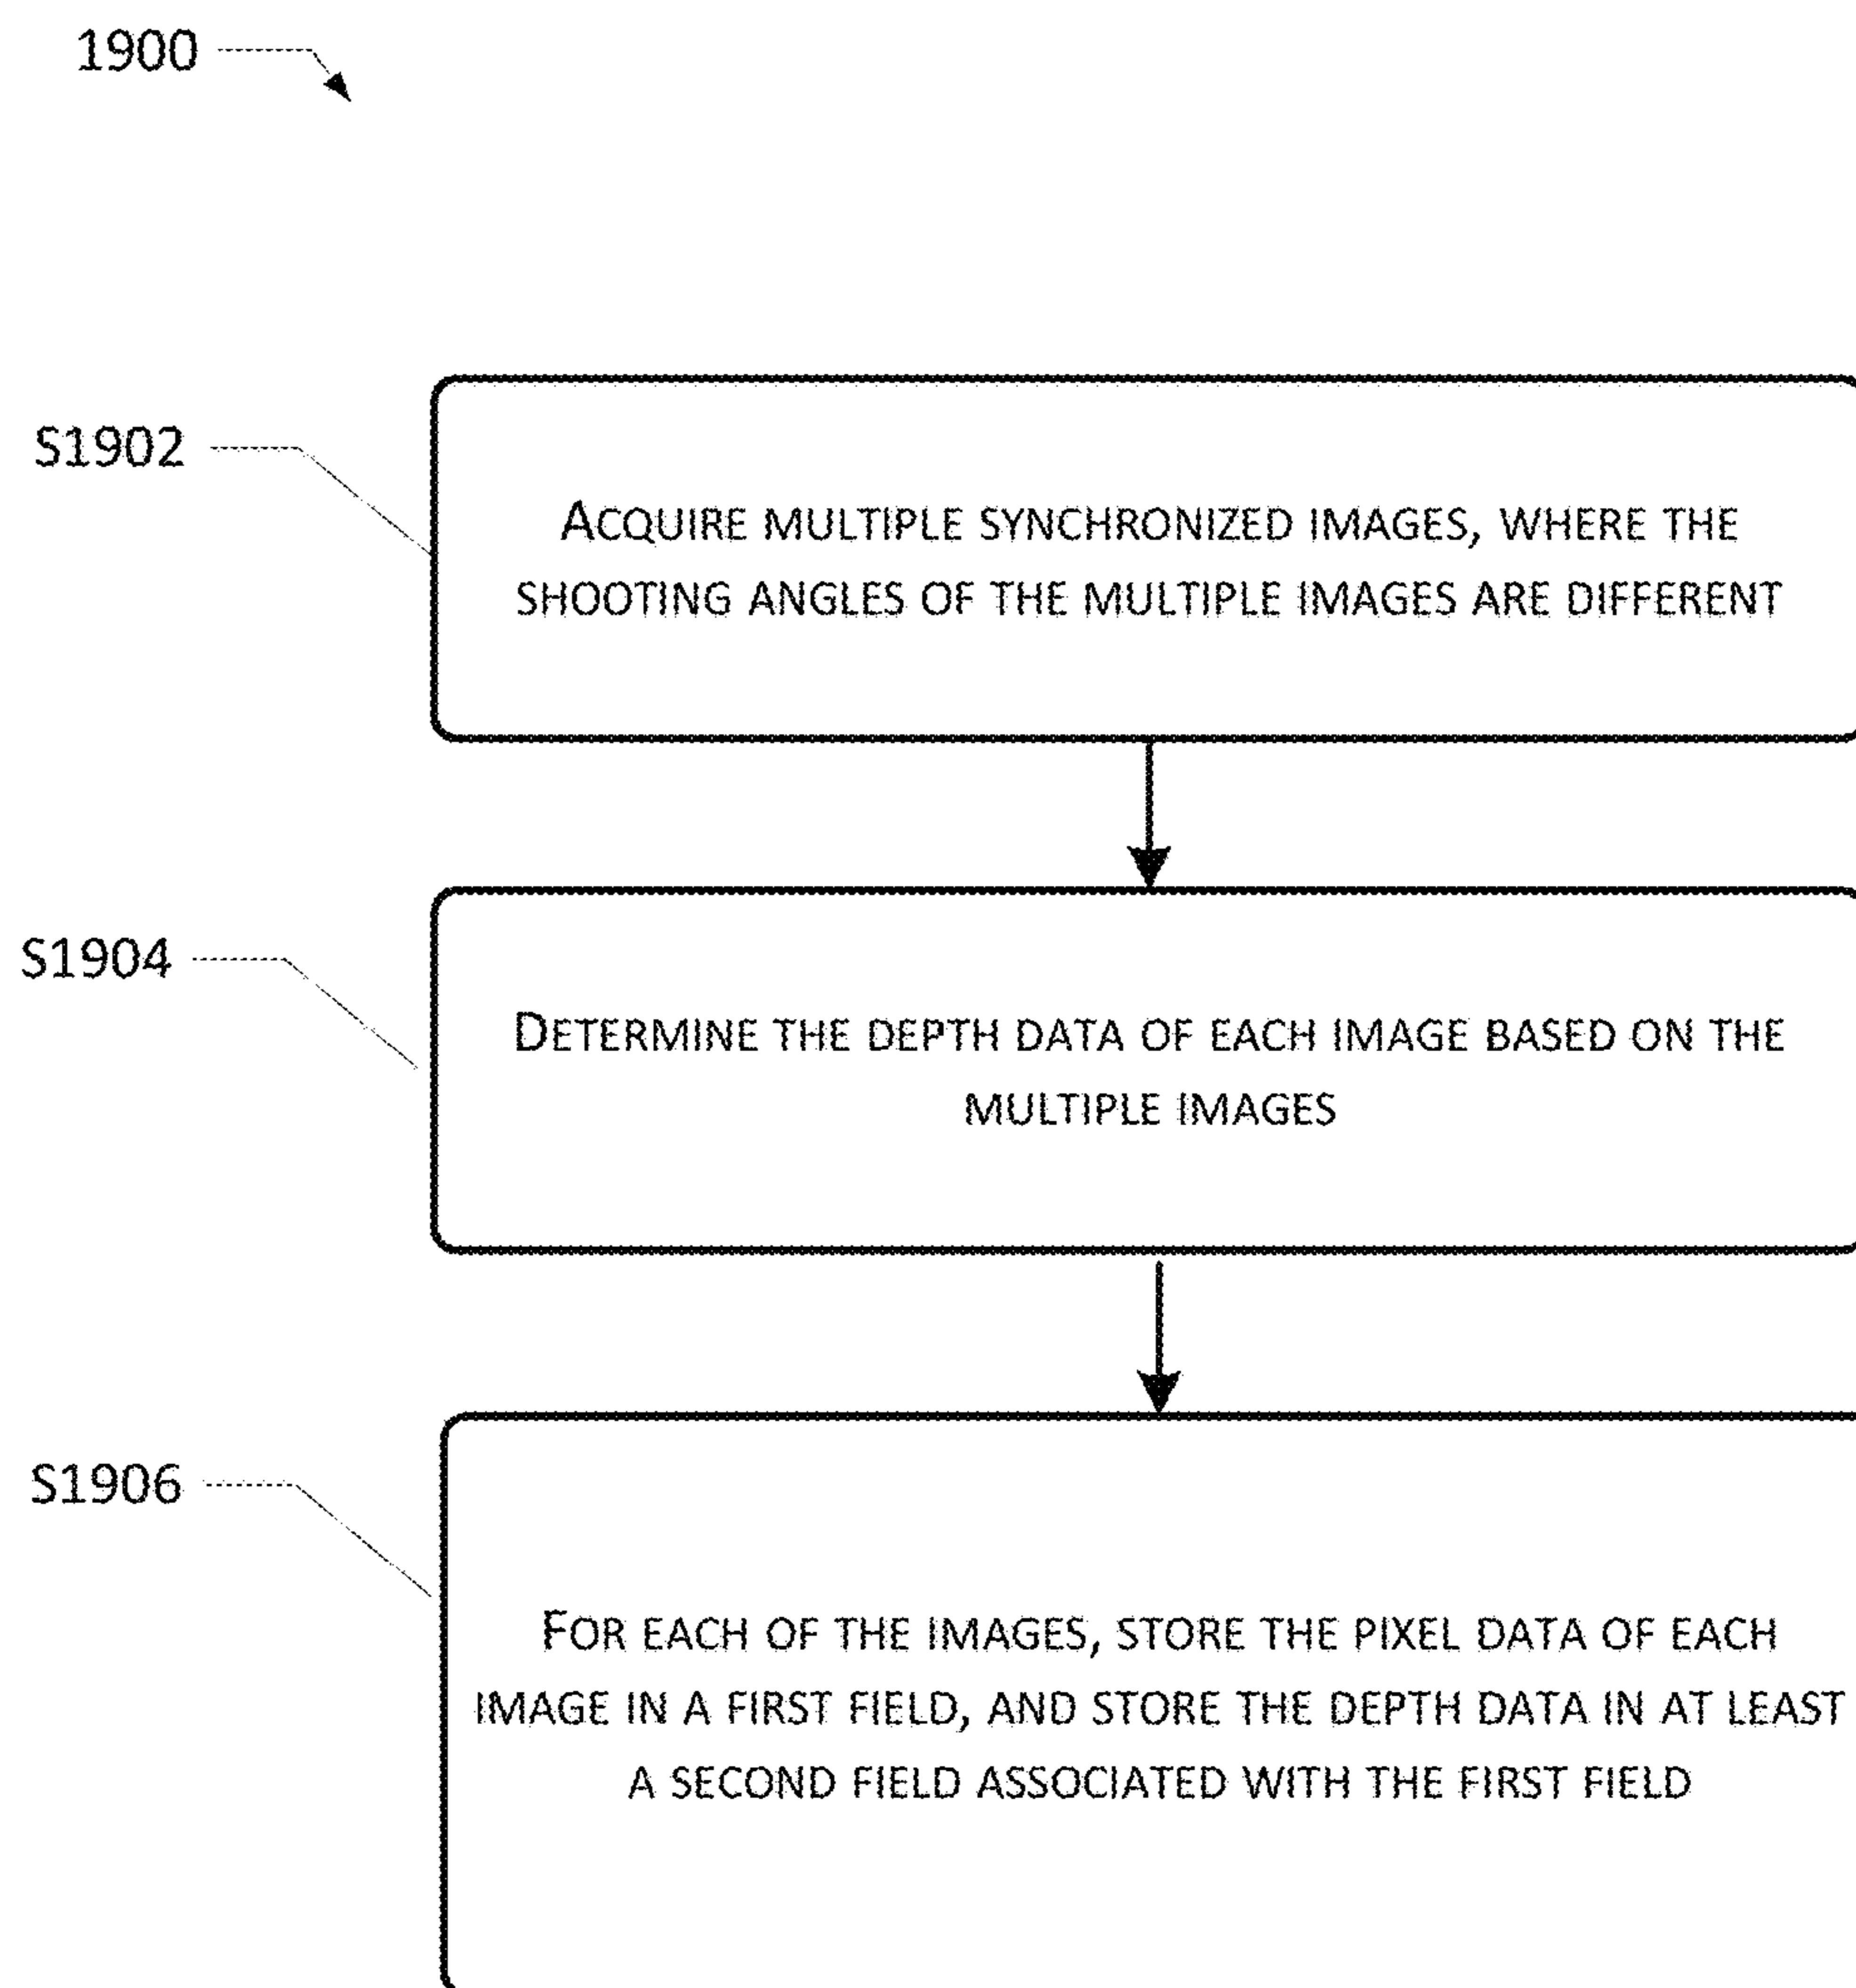 1900
S1902
ACQUIRE MULTIPLE SYNCHRONIZED IMAGES, WHERE THE
SHOOTING ANGLES OF THE MULTIPLE IMAGES ARE DIFFERENT
S1904
DETERMINE THE DEPTH DATA OF EACH IMAGE BASED ON THE
MULTIPLE IMAGES
S1906
FOR EACH OF THE IMAGES, STORE THE PIXEL DATA OF EACH
IMAGE IN A FIRST FIELD, AND STORE THE DEPTH DATA IN AT LEAST
A SECOND FIELD ASSOCIATED WITH THE FIRST FIELD